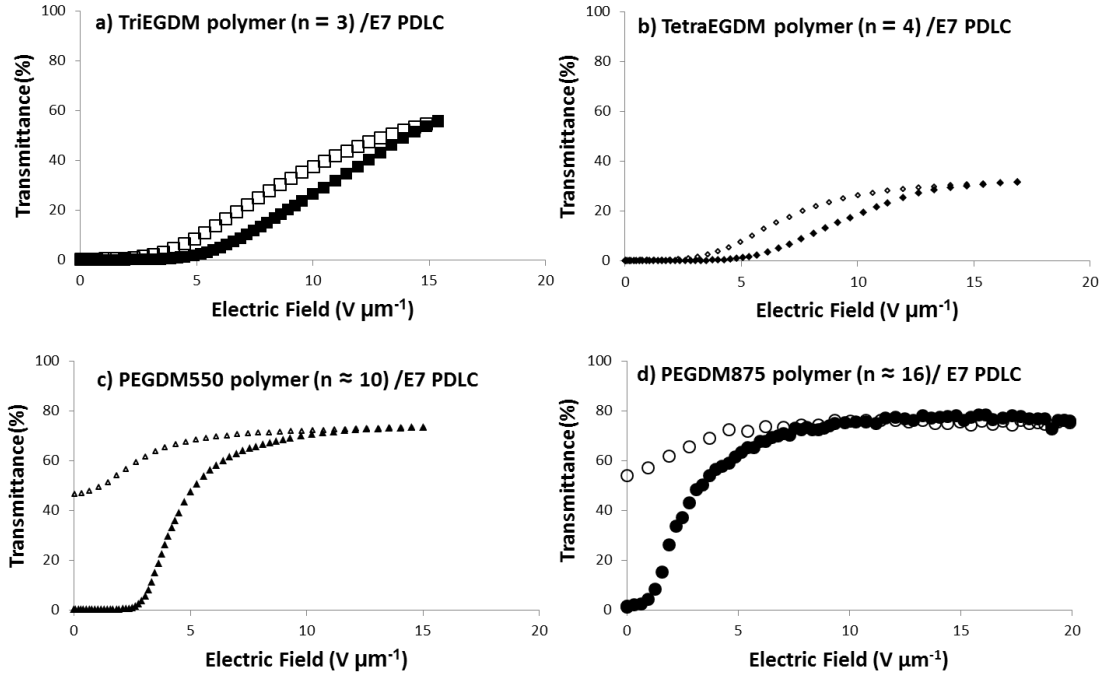 a) TriEGDM polymer (n = 3) /E7 PDLC
100
80
60
40
20
0
Transmittance(%)
0 5 10 15 20
Electric Field (V µm-1)
b) TetraEGDM polymer (n = 4) /E7 PDLC
100
80
60
40
20
0
Transmittance(%)
0 5 10 15 20
Electric Field (V µm-1)
c) PEGDM550 polymer (n ≈ 10) /E7 PDLC
100
80
60
40
20
0
Transmittance(%)
0 5 10 15 20
Electric Field (V µm-1)
d) PEGDM875 polymer (n ≈ 16)/ E7 PDLC
100
80
60
40
20
0
Transmittance(%)
0 5 10 15 20
Electric Field (V µm-1)